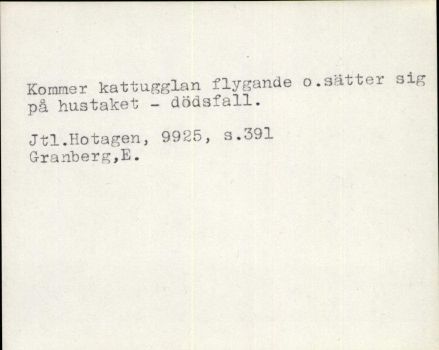 Kommer kattugglan flygande o.sätter sig
på hustaket - dödsfall.
Jtl.Hotagen, 9925, s.391
Granberg,E.